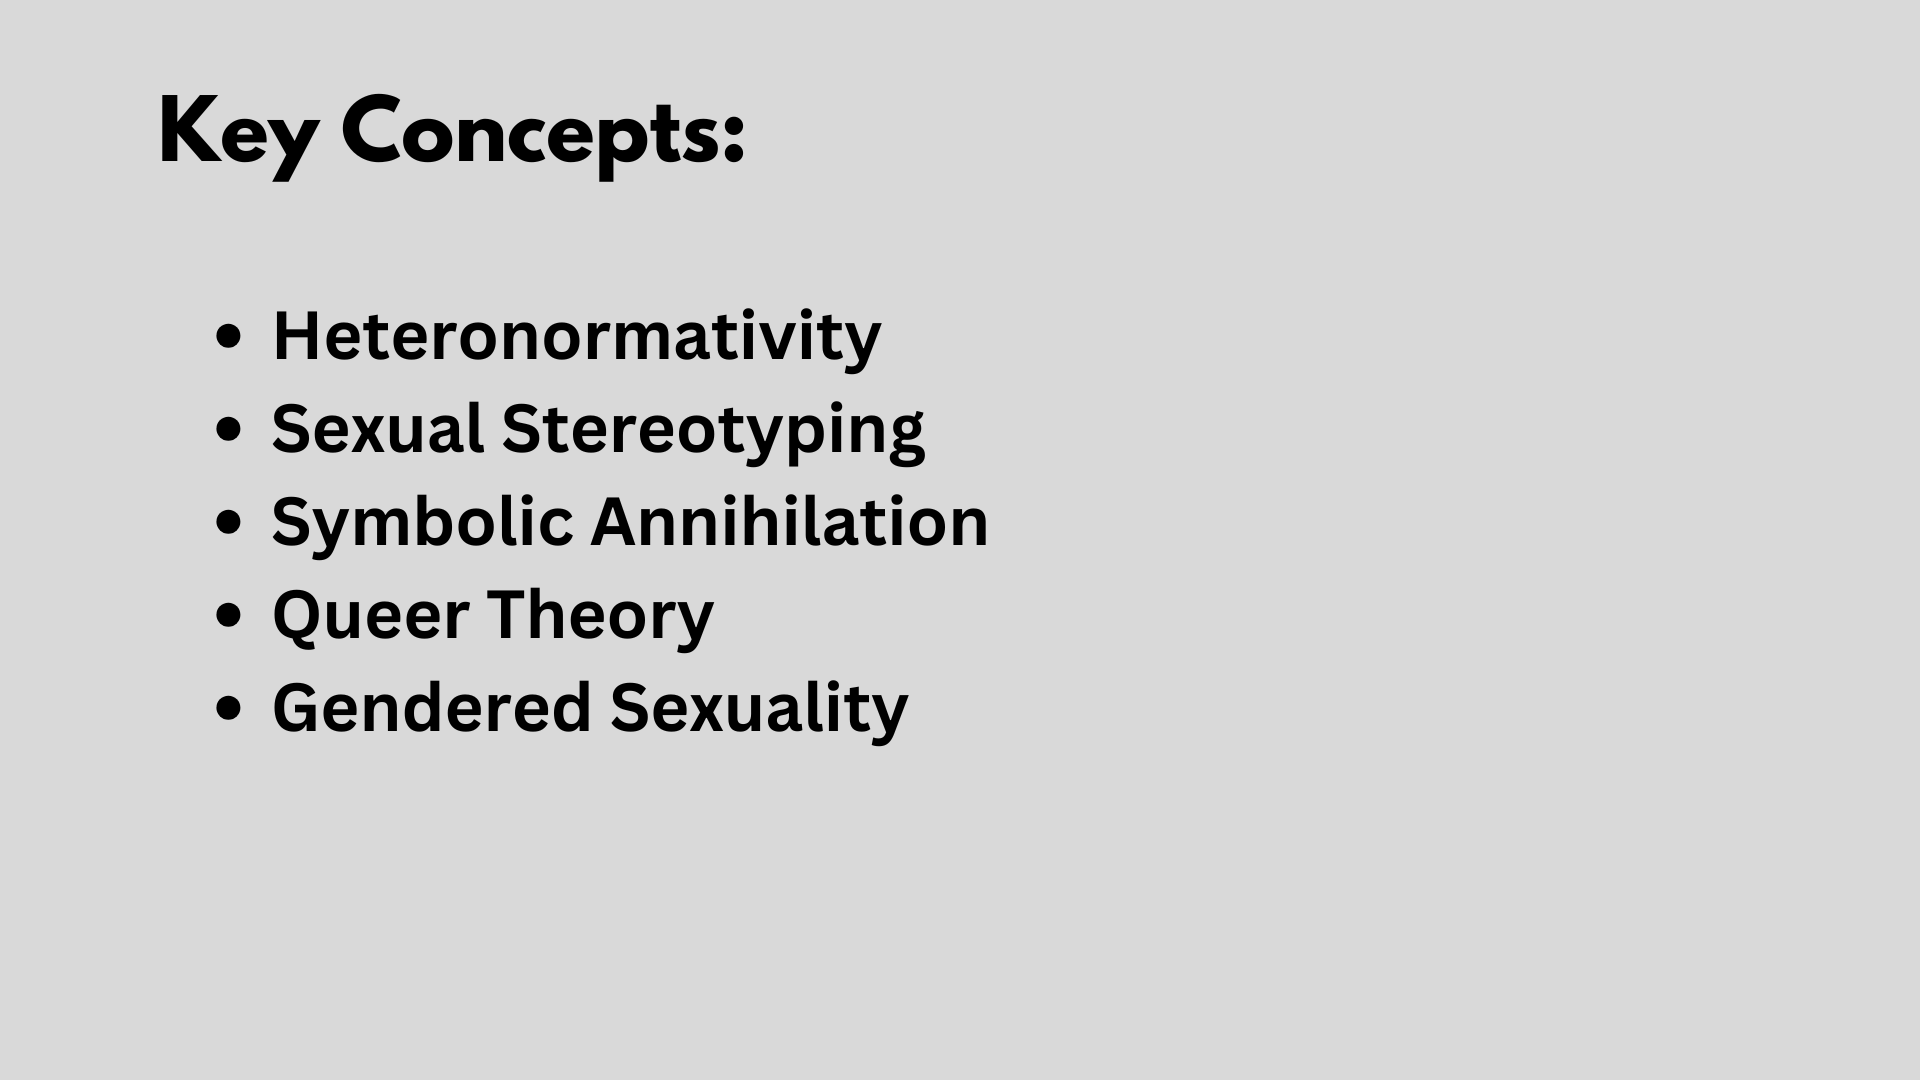 Key Concepts:
• Heteronormativity
• Sexual Stereotyping
• Symbolic Annihilation
• Queer Theory
• Gendered Sexuality